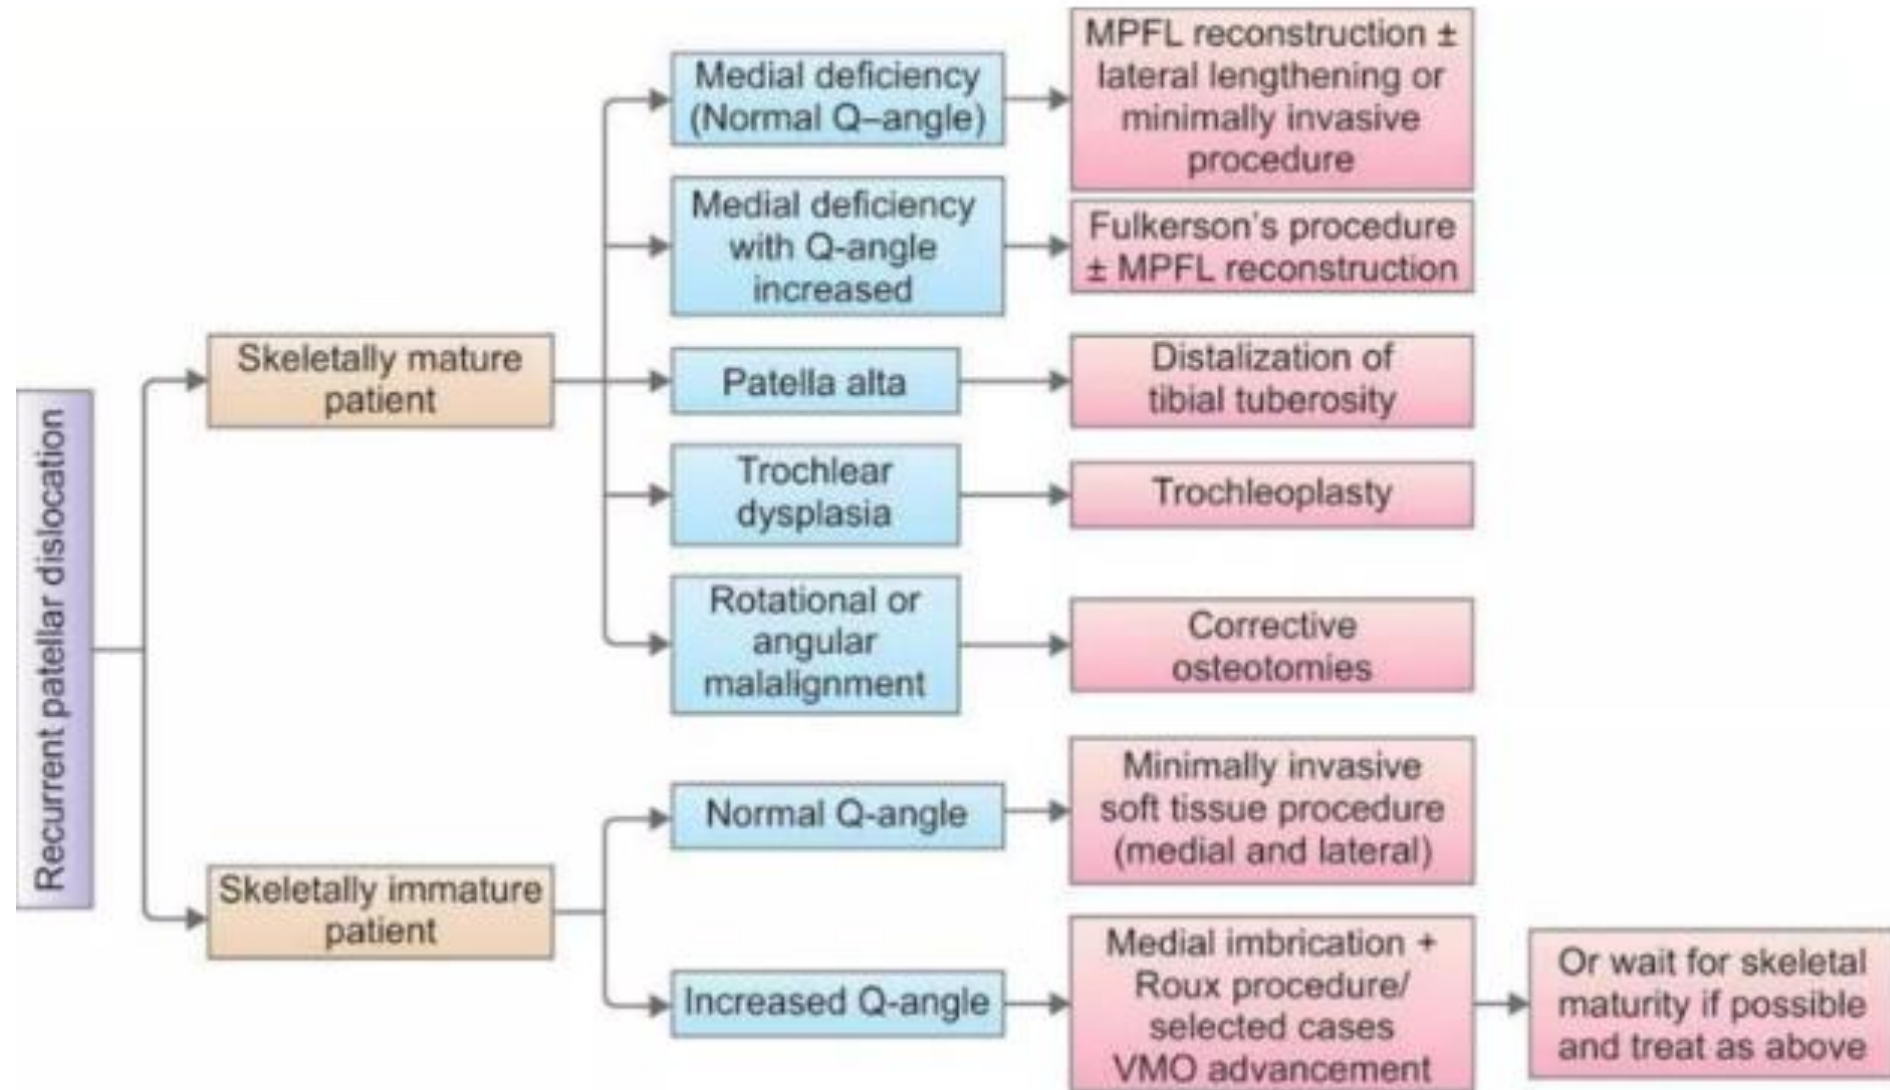 Recurrent patellar dislocation
Skeletally mature
patient
Medial deficiency
(Normal Q–angle)
MPFL reconstruction ±
lateral lengthening or
minimally invasive
procedure
Medial deficiency
with Q-angle
increased
Fulkerson's procedure
± MPFL reconstruction
Patella alta
Distalization of
tibial tuberosity
Trochlear
dysplasia
Trochleoplasty
Rotational or
angular
malalignment
Corrective
osteotomies
Skeletally immature
patient
Normal Q-angle
Minimally invasive
soft tissue procedure
(medial and lateral)
Increased Q-angle
Medial imbrication +
Roux procedure/
selected cases
VMO advancement
Or wait for skeletal
maturity if possible
and treat as above